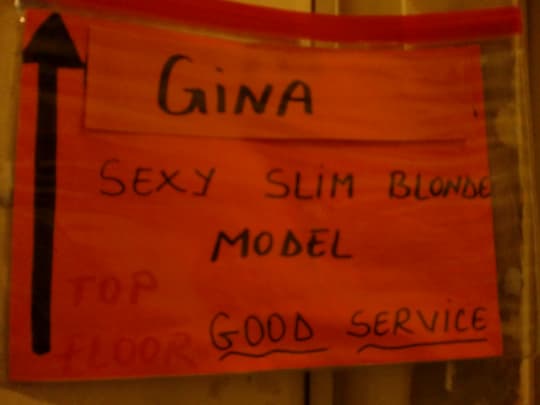 GiNA
SEXY SLiM BLONDE
MODEL
TOP
FLOOR
GOOD SERVICE